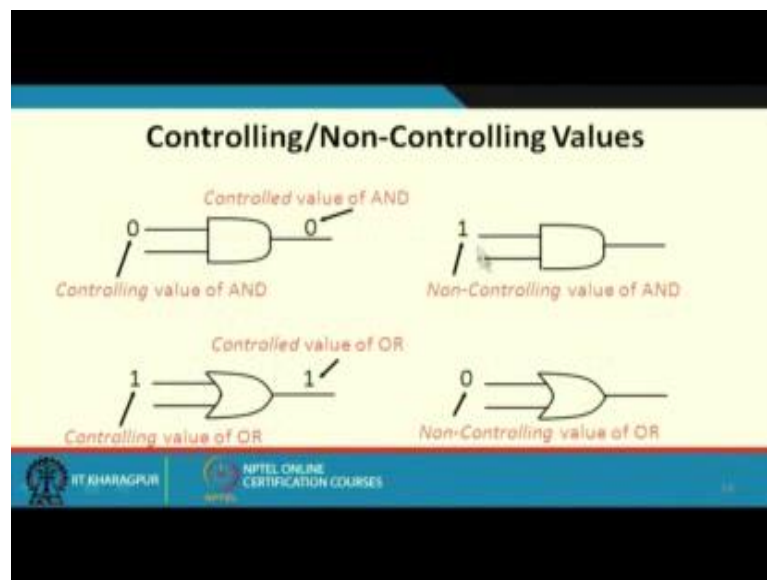 Controlling/Non-Controlling Values
Controlled value of AND
0
0
Controlling value of AND
1
Non-Controlling value of AND
Controlled value of OR
1
1
Controlling value of OR
0
Non-Controlling value of OR
IIT KHARAGPUR
NPTEL
NPTEL ONLINE
CERTIFICATION COURSES